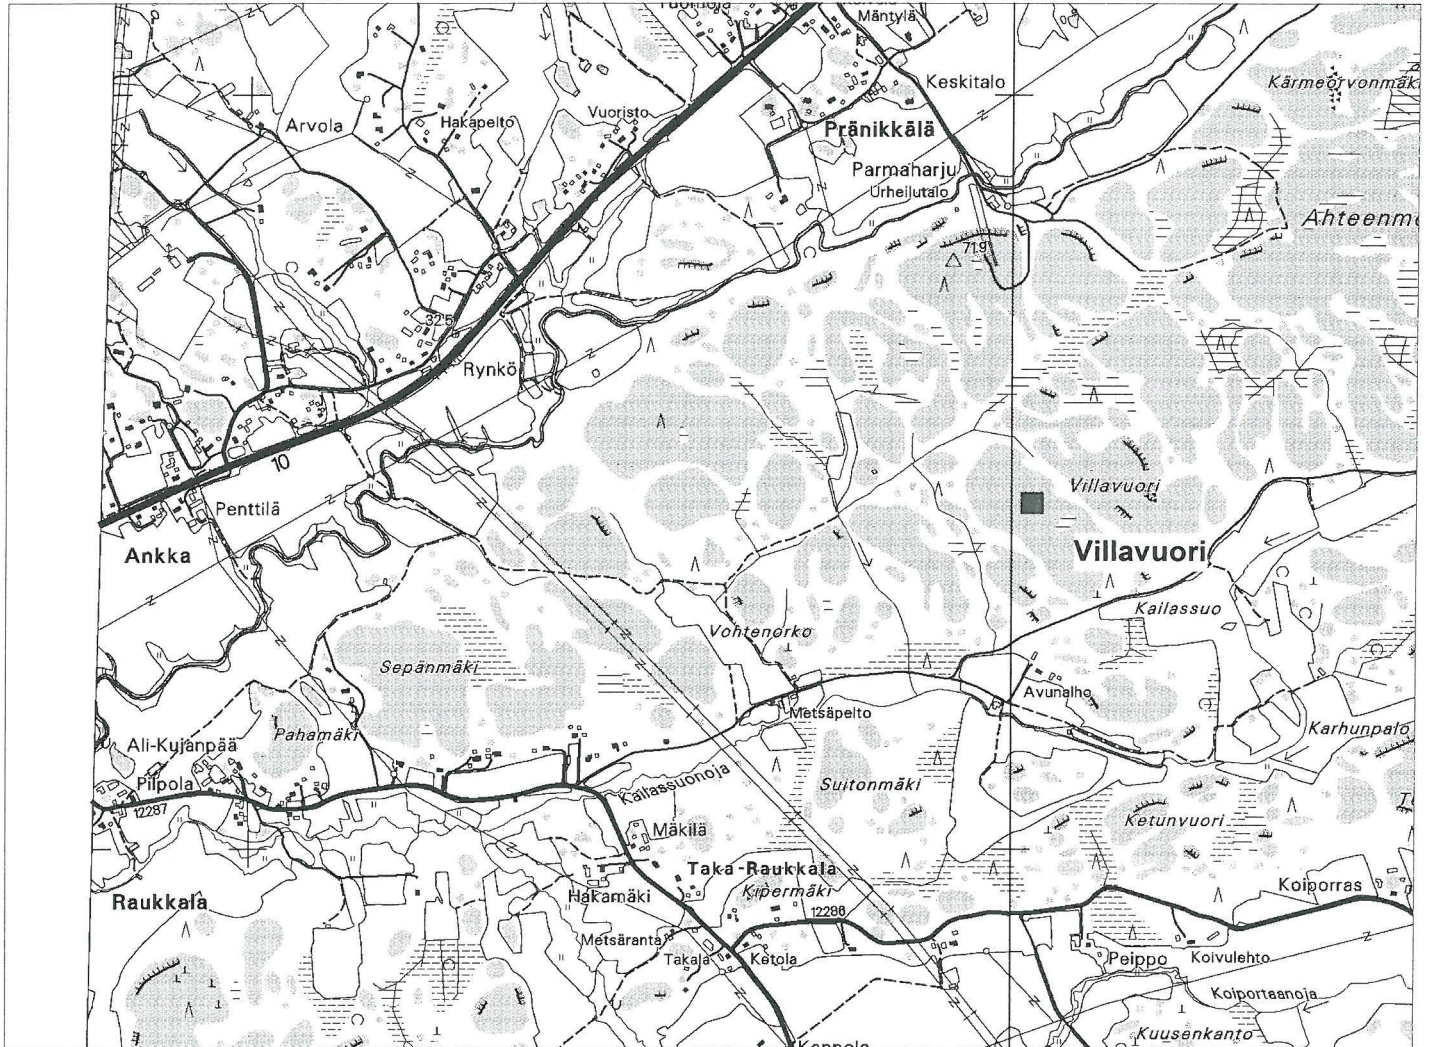 Mäntylä
Keskitalo
Kärmeorvonmäki
Arvola
Hakapelto
Vuoristo
Pränikkälä
Parmaharju
Urheilutalo
71.9
32.5
Rynkö
10
Penttilä
Ankka
Villavuori
Villavuori
Kailassuo
Vohtenorko
Sepänmäki
Metsäpelto
Avunalho
Karhunpalo
Pahamäki
Ali-Kujanpää
Pilpola
12287
Kailassuonoja
Suitonmäki
Ketunvuori
Mäkilä
Taka-Raukkala
Kipermäki
Hakamäki
12286
Koiporras
Raukkala
Metsäranta
Takala
Ketola
Peippo
Koivulehto
Koiportaanoja
Kuusenkanto